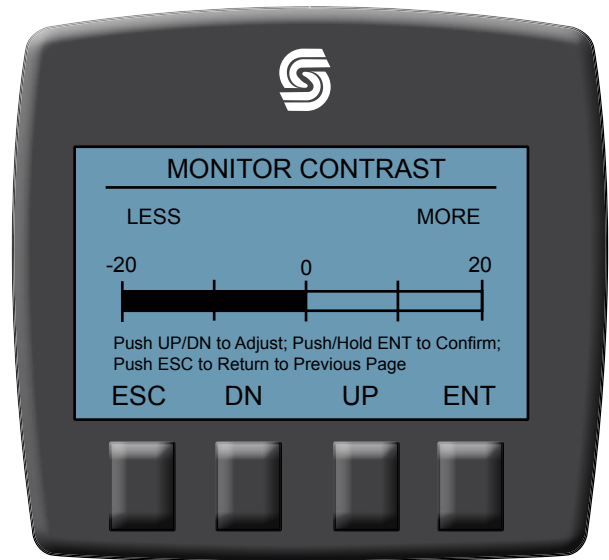 MONITOR CONTRAST
LESS MORE
-20 0 20
Push UP/DN to Adjust; Push/Hold ENT to Confirm;
Push ESC to Return to Previous Page
ESC DN UP ENT